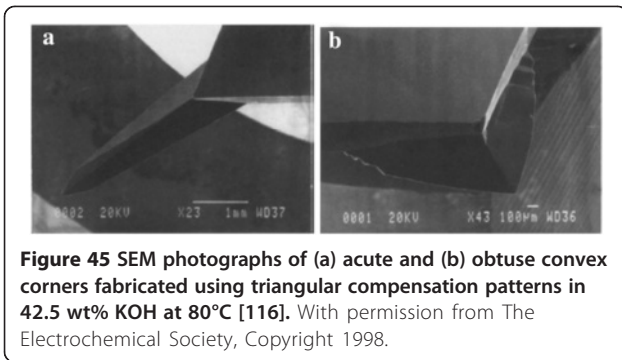 a
b
0002 20KV X23 1mm WD37
0001 20KV X43 100µm WD36
Figure 45 SEM photographs of (a) acute and (b) obtuse convex
corners fabricated using triangular compensation patterns in
42.5 wt% KOH at 80°C [116]. With permission from The
Electrochemical Society, Copyright 1998.